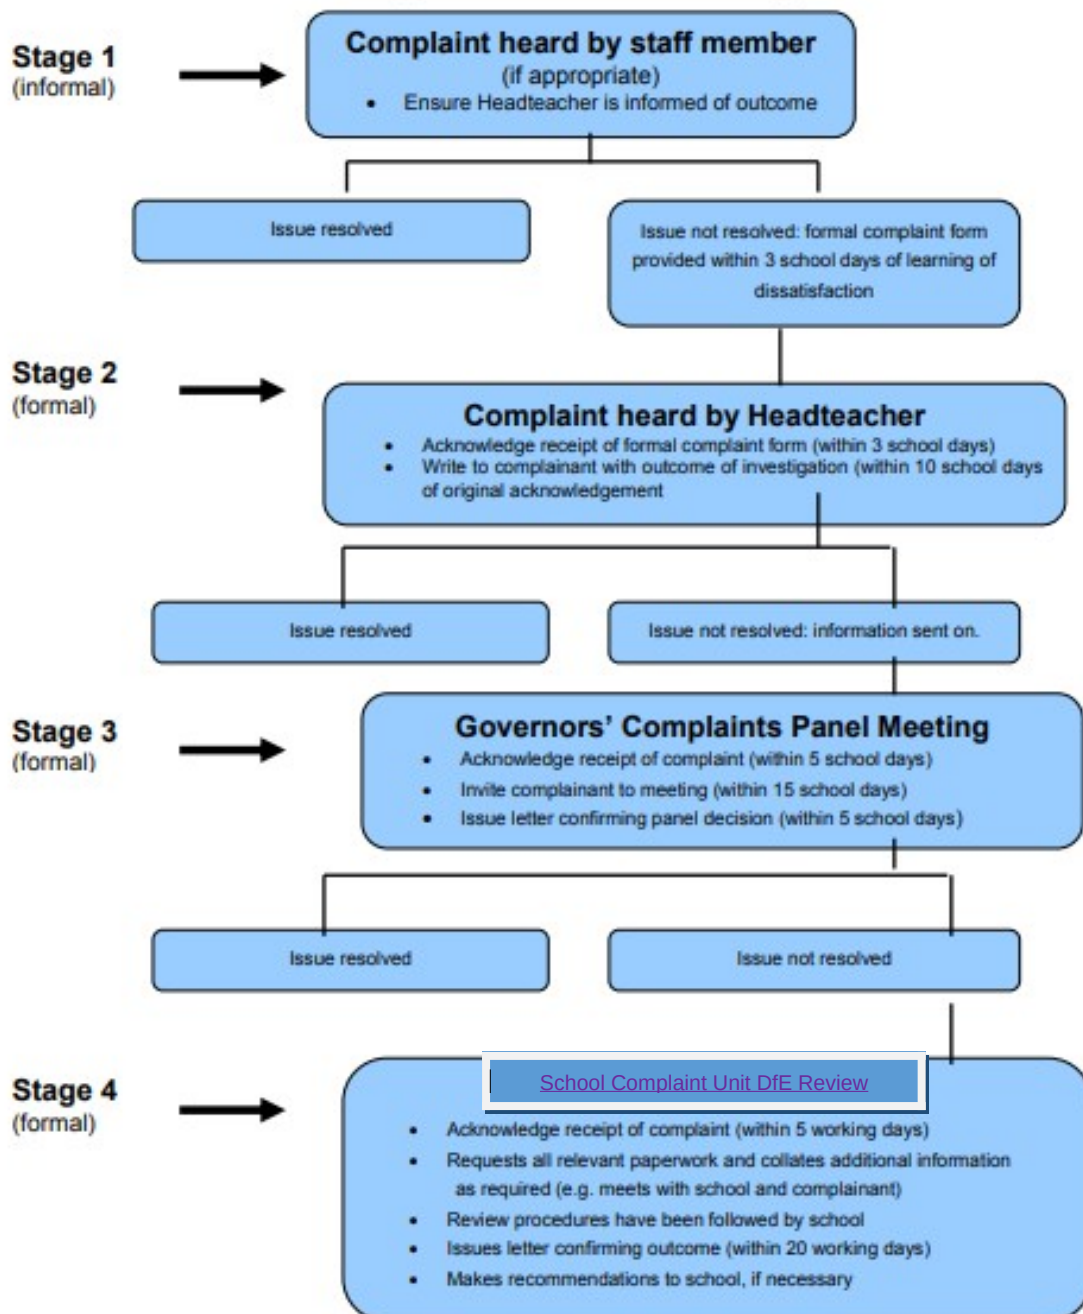 Stage 1
(informal)
Complaint heard by staff member
(if appropriate)
• Ensure Headteacher is informed of outcome
Issue resolved
Issue not resolved: formal complaint form
provided within 3 school days of learning of
dissatisfaction
Stage 2
(formal)
Complaint heard by Headteacher
• Acknowledge receipt of formal complaint form (within 3 school days)
• Write to complainant with outcome of investigation (within 10 school days
of original acknowledgement
Issue resolved
Issue not resolved: information sent on.
Stage 3
(formal)
Governors' Complaints Panel Meeting
• Acknowledge receipt of complaint (within 5 school days)
• Invite complainant to meeting (within 15 school days)
• Issue letter confirming panel decision (within 5 school days)
Issue resolved
Issue not resolved
Stage 4
(formal)
School Complaint Unit DfE Review
• Acknowledge receipt of complaint (within 5 working days)
• Requests all relevant paperwork and collates additional information
as required (e.g. meets with school and complainant)
• Review procedures have been followed by school
• Issues letter confirming outcome (within 20 working days)
• Makes recommendations to school, if necessary